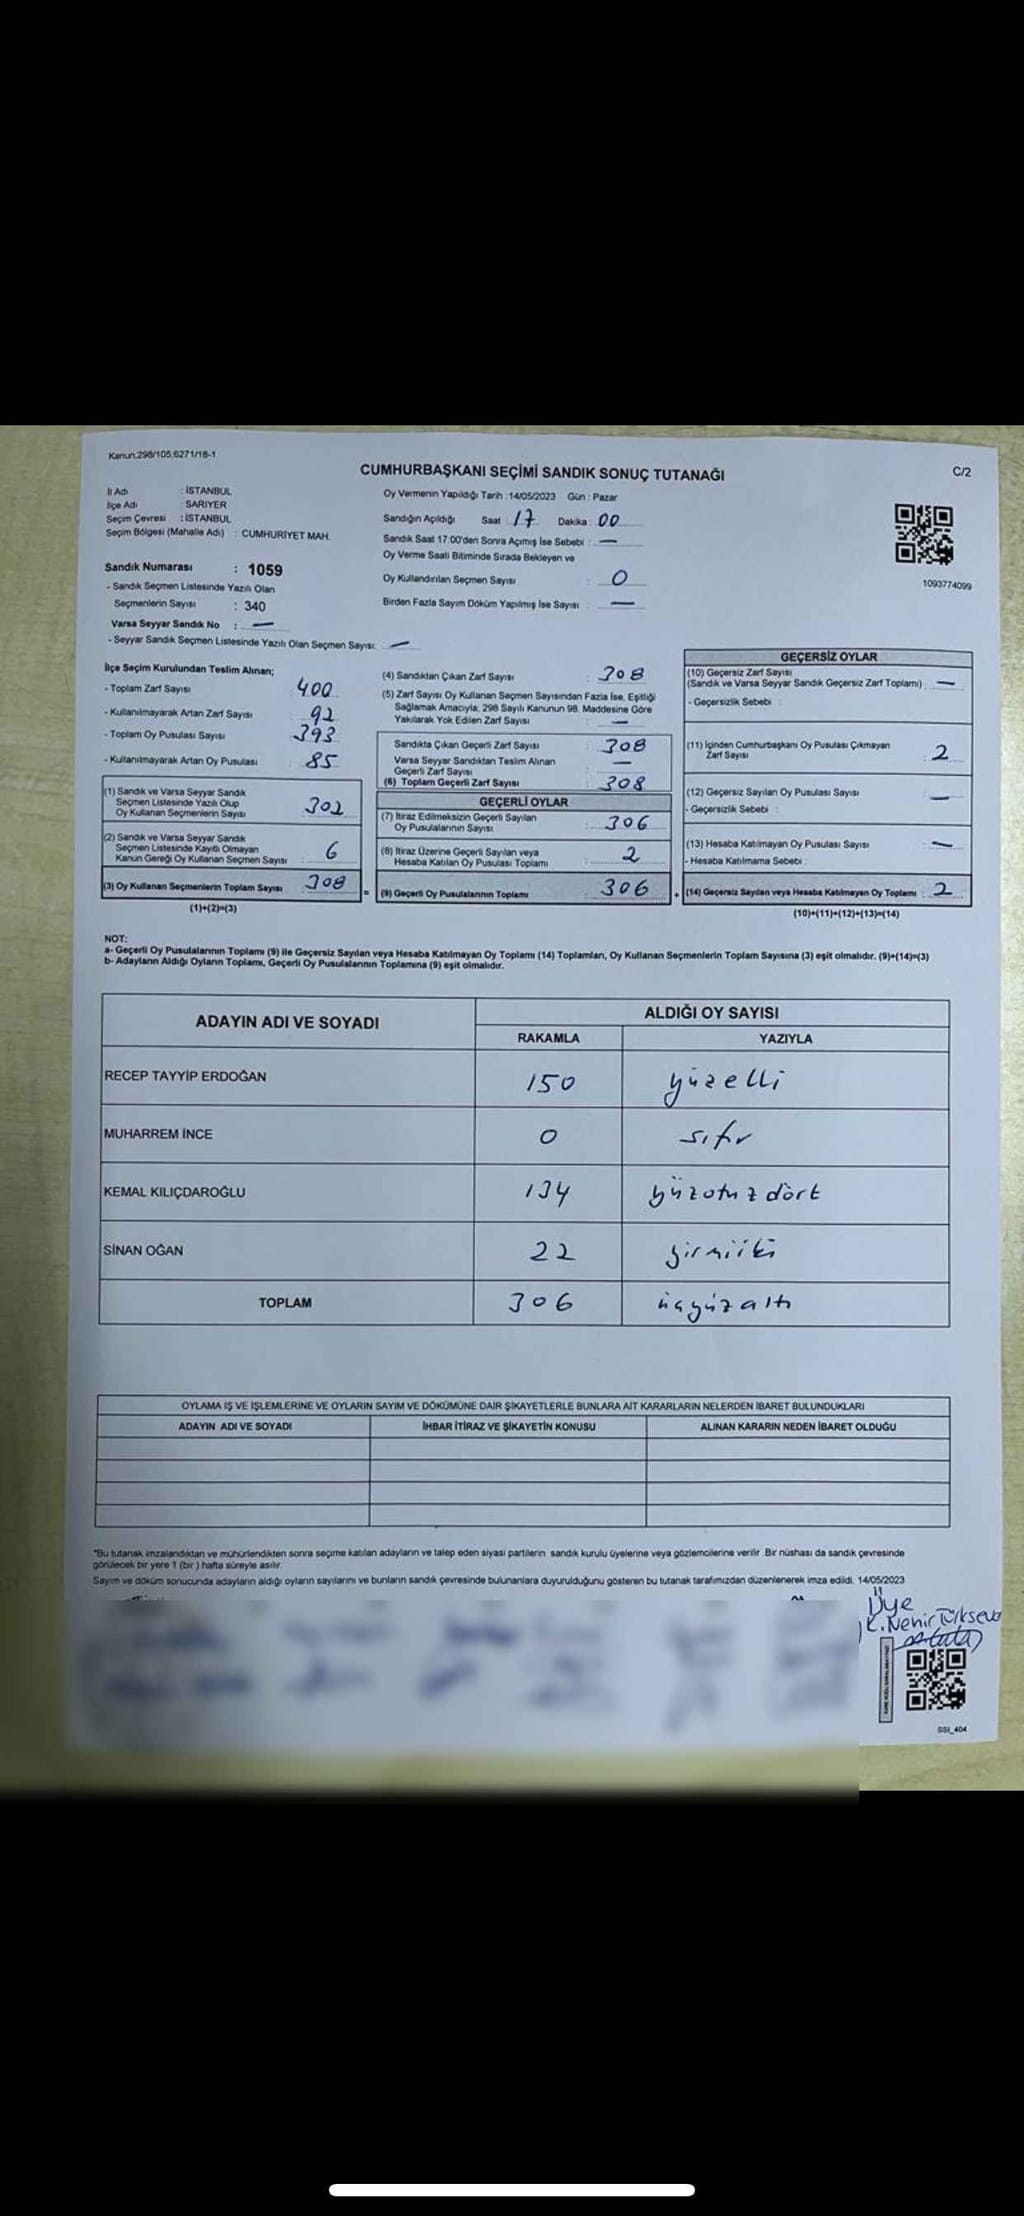 Kanun:298/105,6271/18-1
CUMHURBAŞKANI SEÇİMİ SANDIK SONUÇ TUTANAĞI
C/2
İl Adı : İSTANBUL
İlçe Adı : SARIYER
Seçim Çevresi : İSTANBUL
Seçim Bölgesi (Mahalle Adı) : CUMHURİYET MAH.
Oy Vermenin Yapıldığı Tarih : 14/05/2023 Gün : Pazar
Sandığın Açıldığı Saat : 17 Dakika : 00
Sandık Saat 17:00'den Sonra Açımış İse Sebebi : —
Oy Verme Saati Bitiminde Sırada Bekleyen ve
Oy Kullandırılan Seçmen Sayısı : 0
Birden Fazla Sayım Döküm Yapılmış İse Sayısı : —
1093774099
Sandık Numarası : 1059
- Sandık Seçmen Listesinde Yazılı Olan
Seçmenlerin Sayısı : 340
Varsa Seyyar Sandık No : —
- Seyyar Sandık Seçmen Listesinde Yazılı Olan Seçmen Sayısı: —
İlçe Seçim Kurulundan Teslim Alınan;
- Toplam Zarf Sayısı 400
- Kullanılmayarak Artan Zarf Sayısı 92
- Toplam Oy Pusulası Sayısı 393
- Kullanılmayarak Artan Oy Pusulası 85
(1) Sandık ve Varsa Seyyar Sandık
Seçmen Listesinde Yazılı Olup
Oy Kullanan Seçmenlerin Sayısı 302
(2) Sandık ve Varsa Seyyar Sandık
Seçmen Listesinde Kayıtlı Olmayan
Kanun Gereği Oy Kullanan Seçmen Sayısı : 6
(3) Oy Kullanan Seçmenlerin Toplam Sayısı 308
(1)+(2)=(3)
(4) Sandıktan Çıkan Zarf Sayısı : 308
(5) Zarf Sayısı Oy Kullanan Seçmen Sayısından Fazla İse, Eşitliği
Sağlamak Amacıyla, 298 Sayılı Kanunun 98. Maddesine Göre
Yakılarak Yok Edilen Zarf Sayısı : —
Sandıkta Çıkan Geçerli Zarf Sayısı : 308
Varsa Seyyar Sandıktan Teslim Alınan
Geçerli Zarf Sayısı : —
(6) Toplam Geçerli Zarf Sayısı : 308
GEÇERLİ OYLAR
(7) İtiraz Edilmeksizin Geçerli Sayılan
Oy Pusulalarının Sayısı : 306
(8) İtiraz Üzerine Geçerli Sayılan veya
Hesaba Katılan Oy Pusulası Toplamı : 2
= (9) Geçerli Oy Pusulalarının Toplamı : 306
GEÇERSİZ OYLAR
(10) Geçersiz Zarf Sayısı
(Sandık ve Varsa Seyyar Sandık Geçersiz Zarf Toplamı) : —
- Geçersizlik Sebebi :
(11) İçinden Cumhurbaşkanı Oy Pusulası Çıkmayan
Zarf Sayısı : 2
(12) Geçersiz Sayılan Oy Pusulası Sayısı : —
- Geçersizlik Sebebi :
(13) Hesaba Katılmayan Oy Pusulası Sayısı : —
- Hesaba Katılmama Sebebi :
+ (14) Geçersiz Sayılan veya Hesaba Katılmayan Oy Toplamı : 2
(10)+(11)+(12)+(13)=(14)
NOT:
a- Geçerli Oy Pusulalarının Toplamı (9) ile Geçersiz Sayılan veya Hesaba Katılmayan Oy Toplamı (14) Toplamları, Oy Kullanan Seçmenlerin Toplam Sayısına (3) eşit olmalıdır. (9)+(14)=(3)
b- Adayların Aldığı Oyların Toplamı, Geçerli Oy Pusulalarının Toplamına (9) eşit olmalıdır.
ADAYIN ADI VE SOYADI
ALDIĞI OY SAYISI
RAKAMLA YAZIYLA
RECEP TAYYİP ERDOĞAN 150 yüzelli
MUHARREM İNCE 0 sıfır
KEMAL KILIÇDAROĞLU 134 yüzotuzdört
SİNAN OĞAN 22 yirmiiki
TOPLAM 306 üçyüzaltı
OYLAMA İŞ VE İŞLEMLERİNE VE OYLARIN SAYIM VE DÖKÜMÜNE DAİR ŞİKAYETLERLE BUNLARA AİT KARARLARIN NELERDEN İBARET BULUNDUKLARI
ADAYIN ADI VE SOYADI İHBAR İTİRAZ VE ŞİKAYETİN KONUSU ALINAN KARARIN NEDEN İBARET OLDUĞU
*Bu tutanak imzalandıktan ve mühürlendikten sonra seçime katılan adayların ve talep eden siyasi partilerin sandık kurulu üyelerine veya gözlemcilerine verilir. Bir nüshası da sandık çevresinde
görülecek bir yere 1 (bir ) hafta süreyle asılır.
Sayım ve döküm sonucunda adayların aldığı oyların sayılarını ve bunların sandık çevresinde bulunanlara duyurulduğunu gösteren bu tutanak tarafımızdan düzenlenerek imza edildi. 14/05/2023
Üye
K. Nehir
404